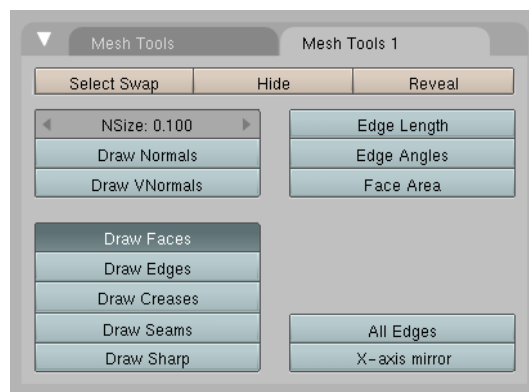 Mesh Tools
Mesh Tools 1
Select Swap
Hide
Reveal
NSize: 0.100
Draw Normals
Draw VNormals
Edge Length
Edge Angles
Face Area
Draw Faces
Draw Edges
Draw Creases
Draw Seams
Draw Sharp
All Edges
X-axis mirror